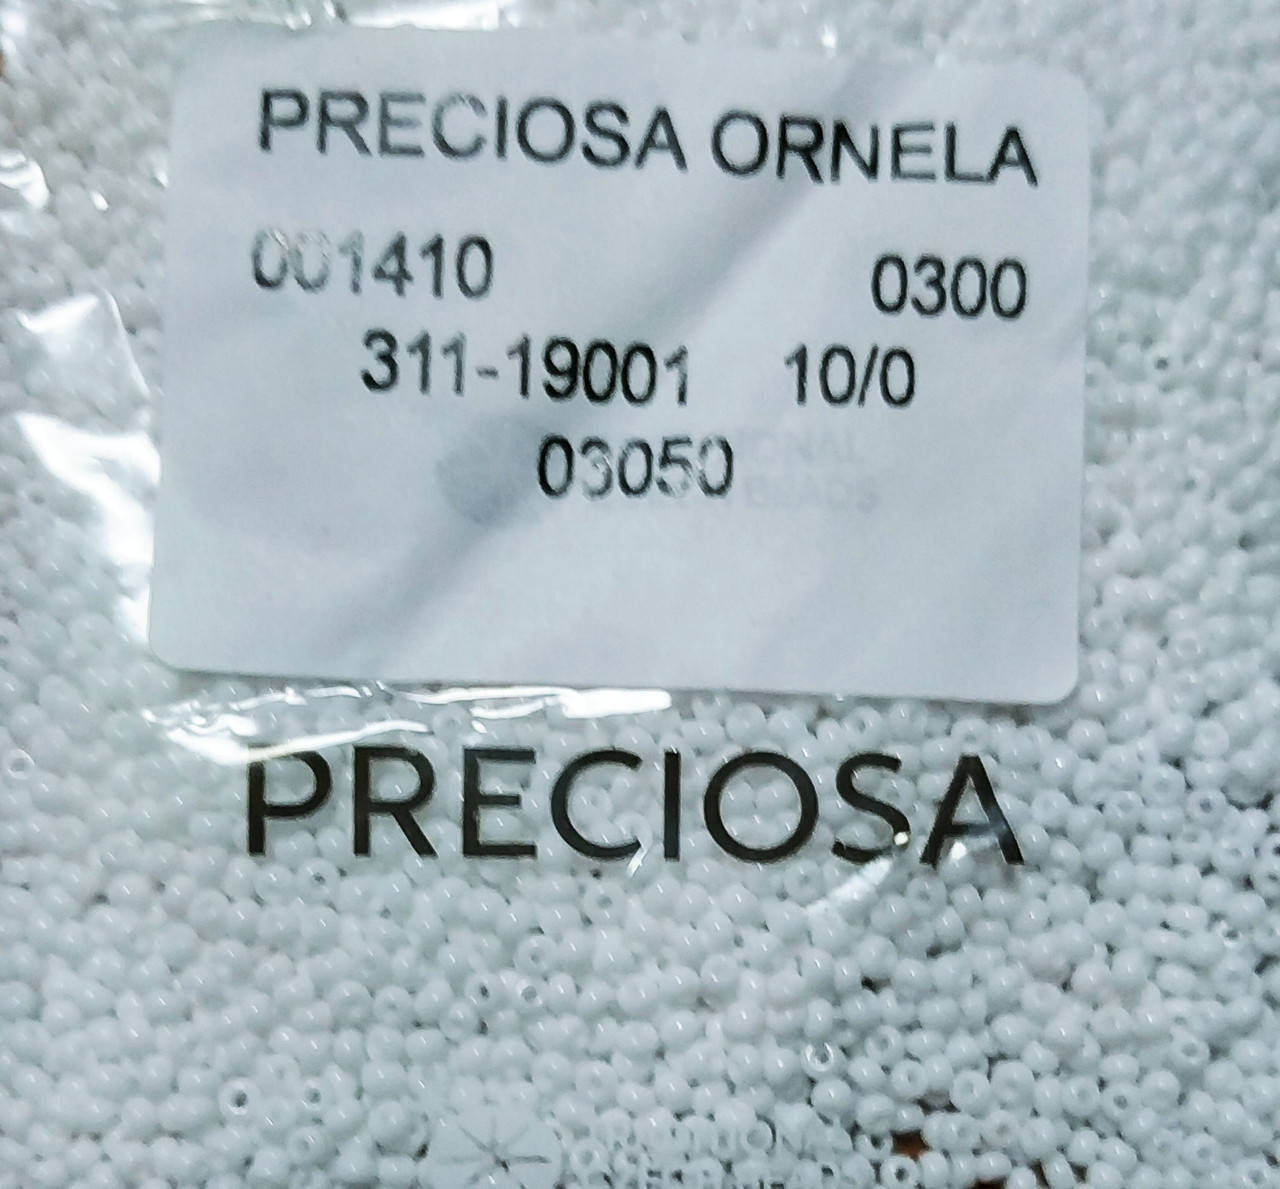 PRECIOSA ORNELA
001410 0300
311-19001 10/0
03050
PRECIOSA